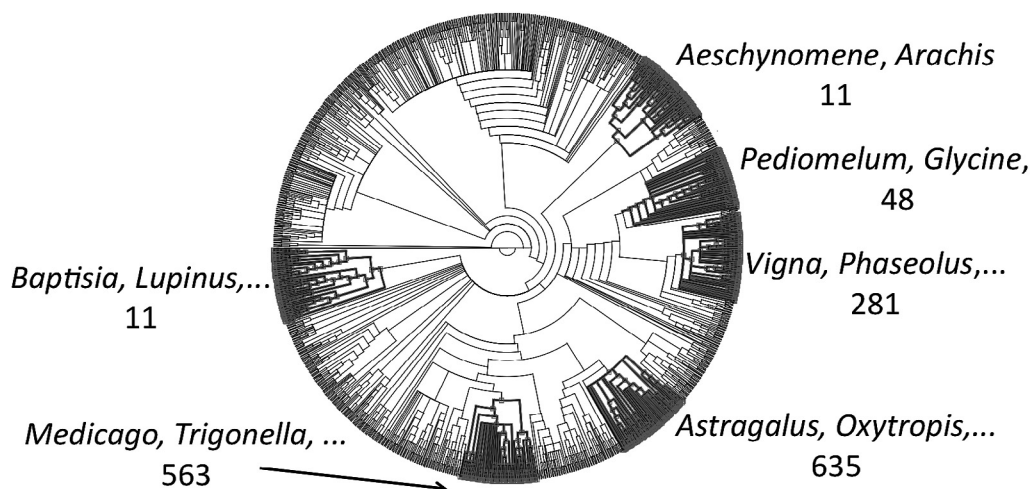 Aeschynomene, Arachis
11
Pediomelum, Glycine,
48
Baptisia, Lupinus,...
11
Vigna, Phaseolus,...
281
Medicago, Trigonella, ...
563
Astragalus, Oxytropis,...
635